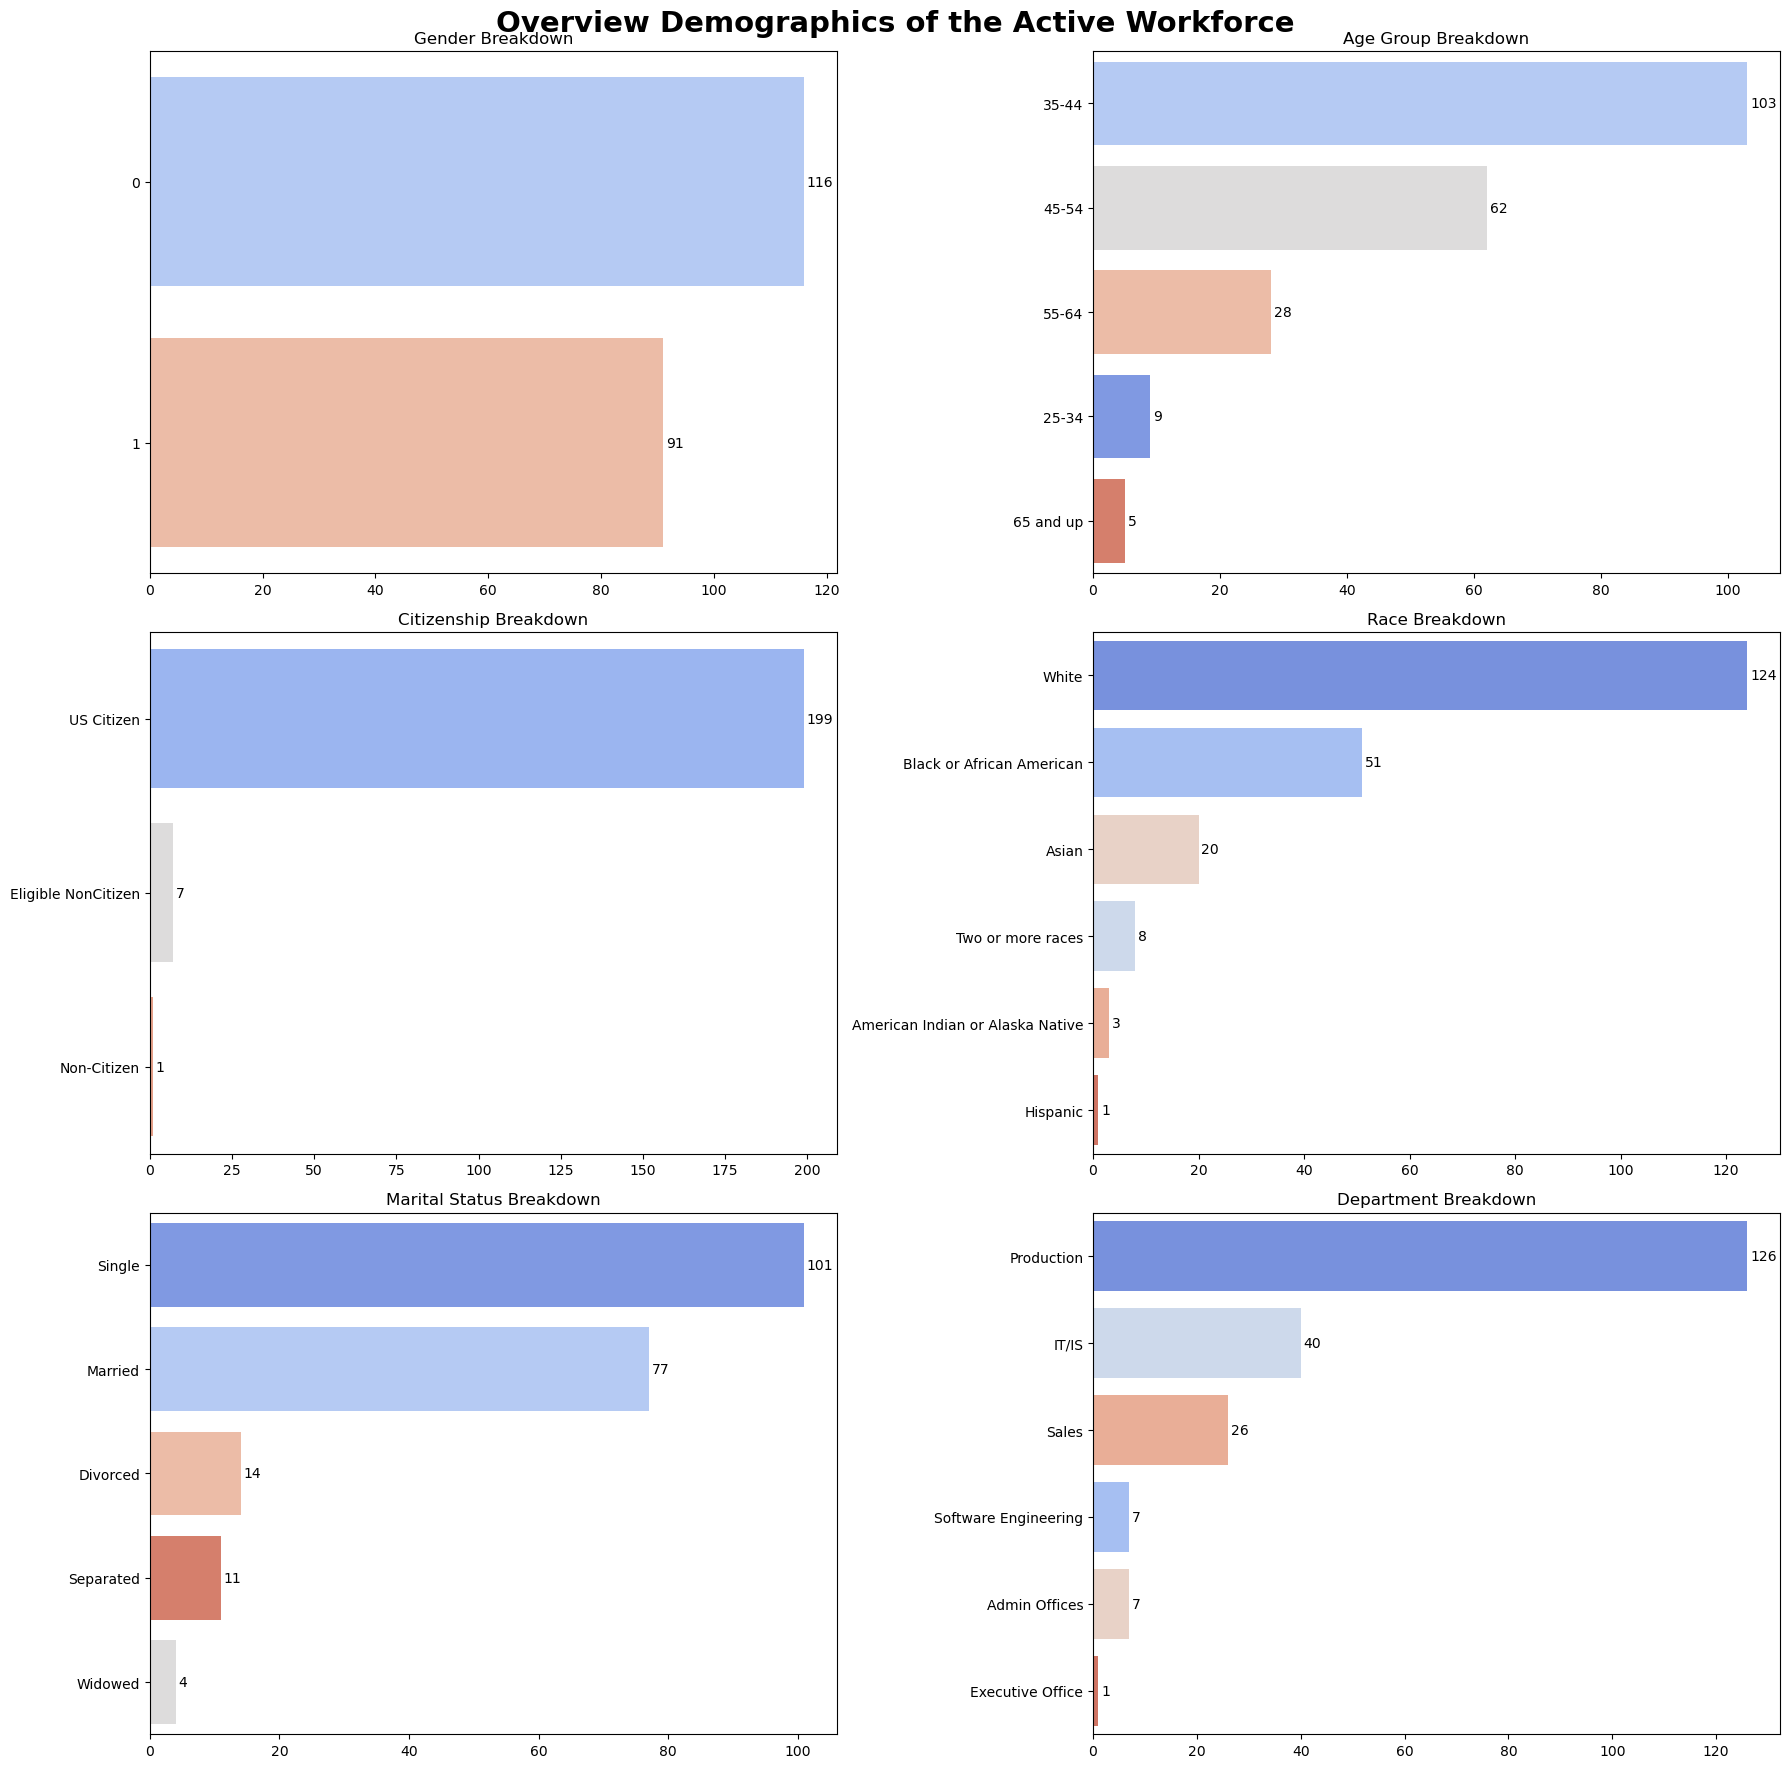 Overview Demographics of the Active Workforce
Gender Breakdown
0
116
1
91
0 20 40 60 80 100 120
Age Group Breakdown
35-44
103
45-54
62
55-64
28
25-34
9
65 and up
5
0 20 40 60 80 100
Citizenship Breakdown
US Citizen
199
Eligible NonCitizen
7
Non-Citizen
1
0 25 50 75 100 125 150 175 200
Race Breakdown
White
124
Black or African American
51
Asian
20
Two or more races
8
American Indian or Alaska Native
3
Hispanic
1
0 20 40 60 80 100 120
Marital Status Breakdown
Single
101
Married
77
Divorced
14
Separated
11
Widowed
4
0 20 40 60 80 100
Department Breakdown
Production
126
IT/IS
40
Sales
26
Software Engineering
7
Admin Offices
7
Executive Office
1
0 20 40 60 80 100 120